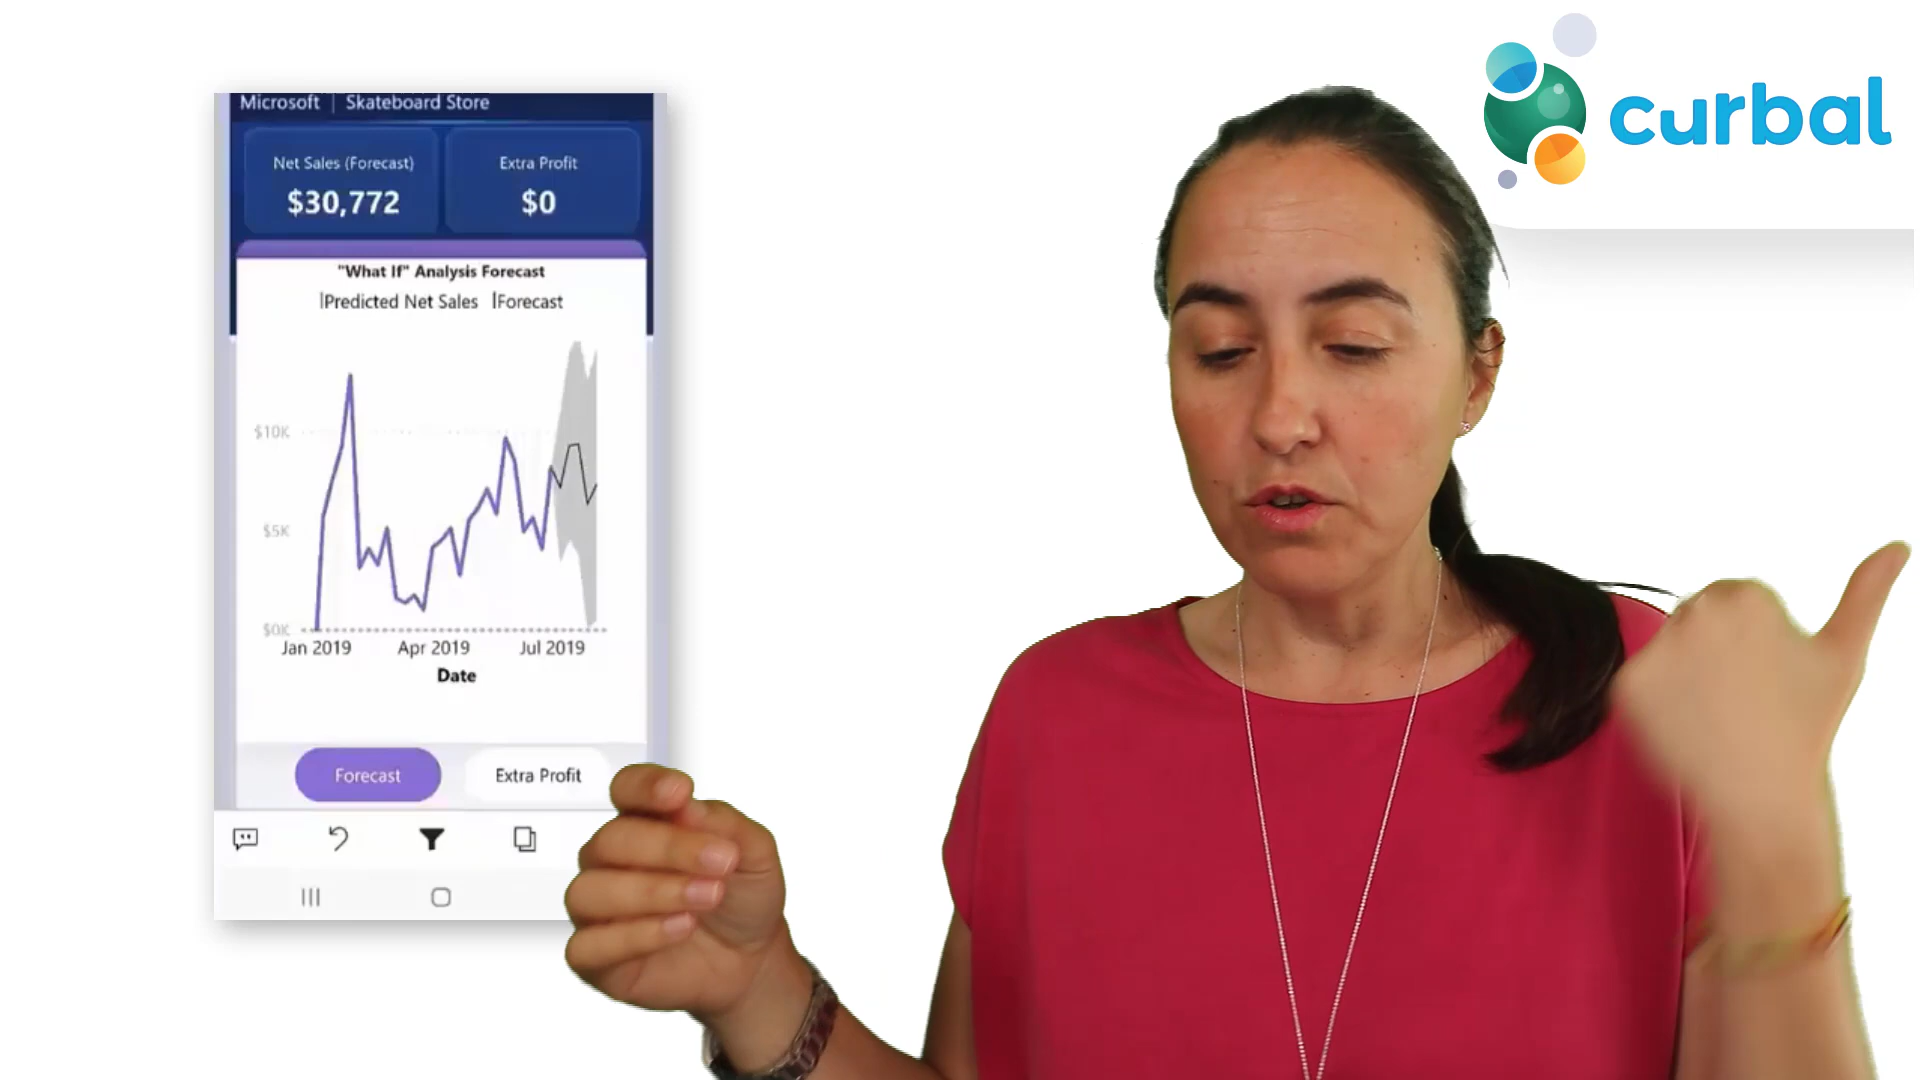 Microsoft | Skateboard Store
Net Sales (Forecast)
Extra Profit
$30,772
$0
"What If" Analysis Forecast
Predicted Net Sales
Forecast
$10K
$5K
$0K
Jan 2019
Apr 2019
Jul 2019
Date
Forecast
Extra Profit
curbal